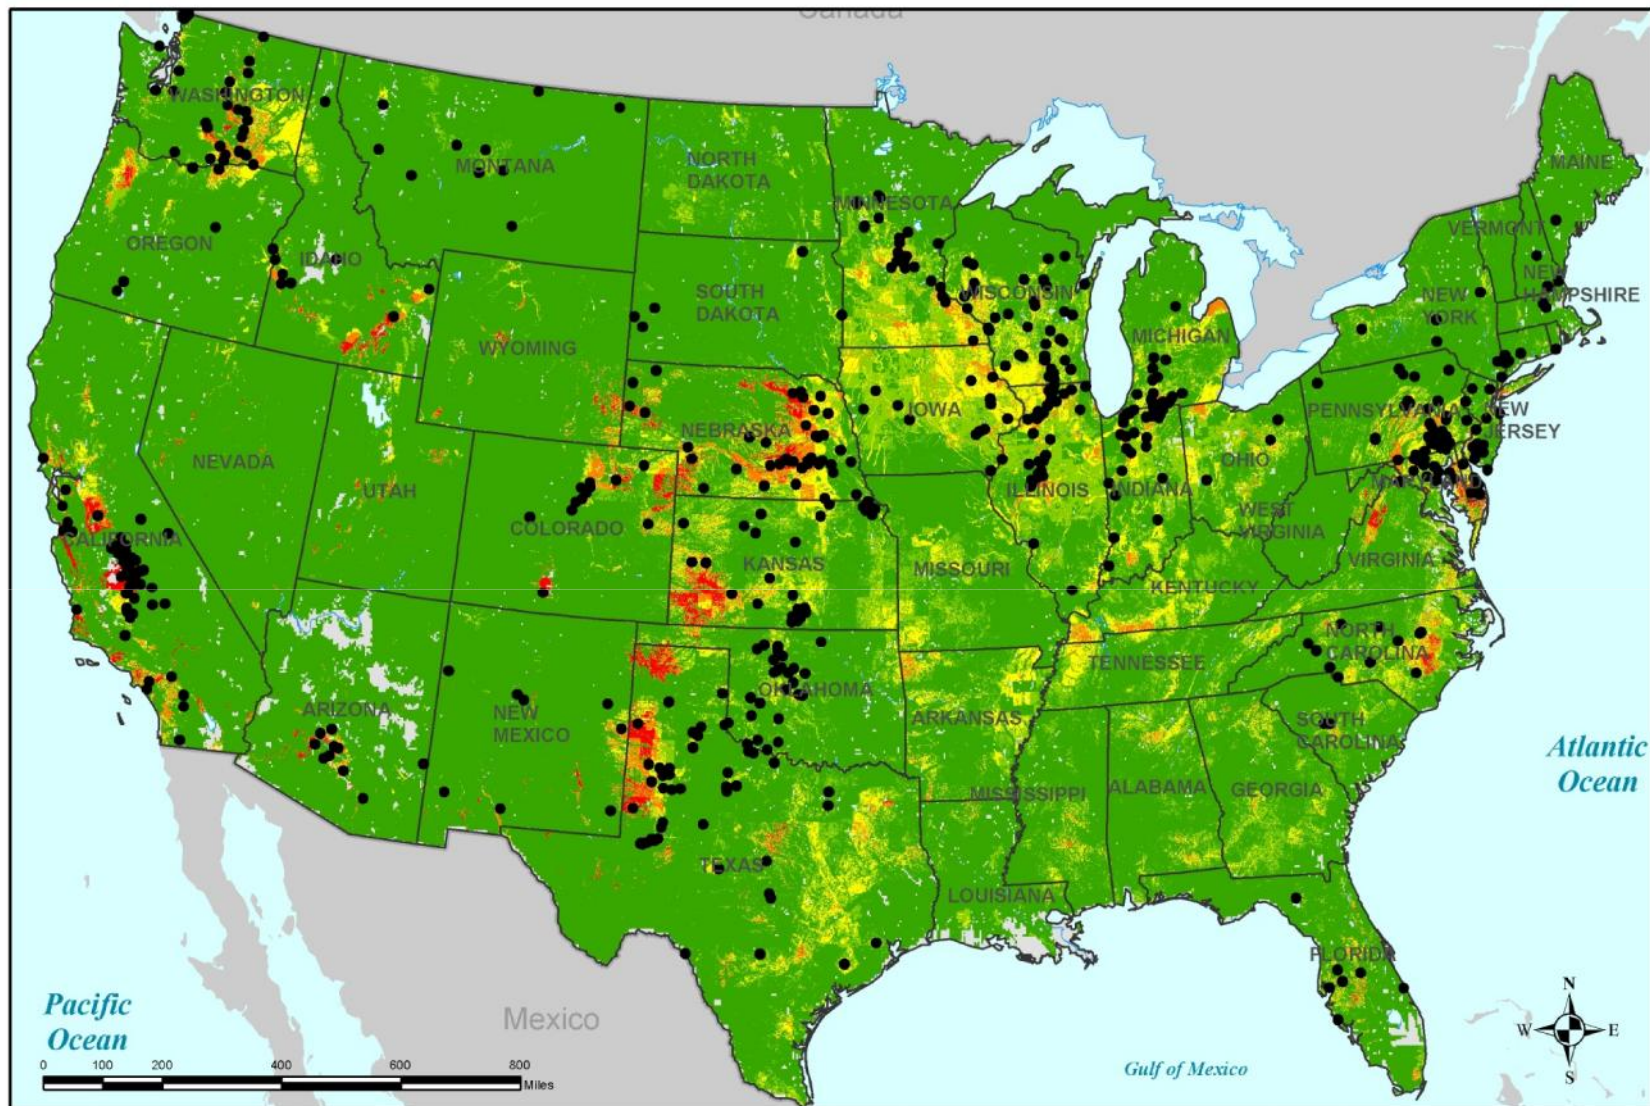 Canada
WASHINGTON
MONTANA
NORTH
DAKOTA
MINNESOTA
MAINE
VERMONT
OREGON
IDAHO
SOUTH
DAKOTA
WISCONSIN
NEW
HAMPSHIRE
NEW
YORK
MICHIGAN
WYOMING
IOWA
PENNSYLVANIA
NEW
JERSEY
NEBRASKA
NEVADA
UTAH
OHIO
ILLINOIS
INDIANA
MARYLAND
COLORADO
WEST
VIRGINIA
CALIFORNIA
KANSAS
MISSOURI
VIRGINIA
KENTUCKY
NORTH
CAROLINA
TENNESSEE
OKLAHOMA
ARIZONA
NEW
MEXICO
ARKANSAS
SOUTH
CAROLINA
Atlantic
Ocean
MISSISSIPPI
ALABAMA
GEORGIA
TEXAS
LOUISIANA
FLORIDA
Pacific
Ocean
Mexico
Gulf of Mexico
N
W
E
S
0
200
400
600
800
Miles